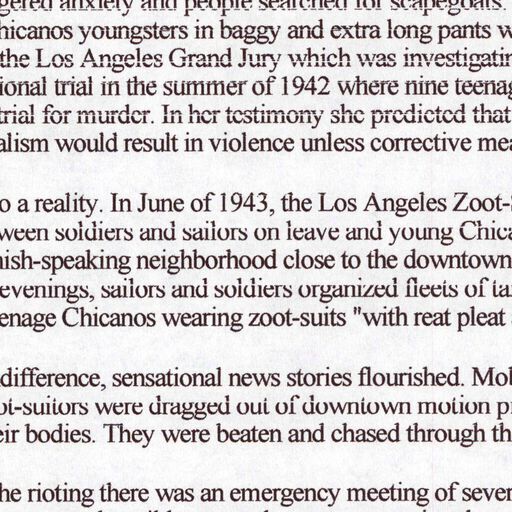 gered anxiety and people searched for scapegoats.
hicanos youngsters in baggy and extra long pants w
the Los Angeles Grand Jury which was investigatin
ional trial in the summer of 1942 where nine teenag
trial for murder. In her testimony she predicted that
alism would result in violence unless corrective mea
o a reality. In June of 1943, the Los Angeles Zoot-S
ween soldiers and sailors on leave and young Chica
nish-speaking neighborhood close to the downtown
evenings, sailors and soldiers organized fleets of ta
enage Chicanos wearing zoot-suits "with reat pleat
difference, sensational news stories flourished. Mob
ot-suitors were dragged out of downtown motion pi
eir bodies. They were beaten and chased through th
he rioting there was an emergency meeting of seven